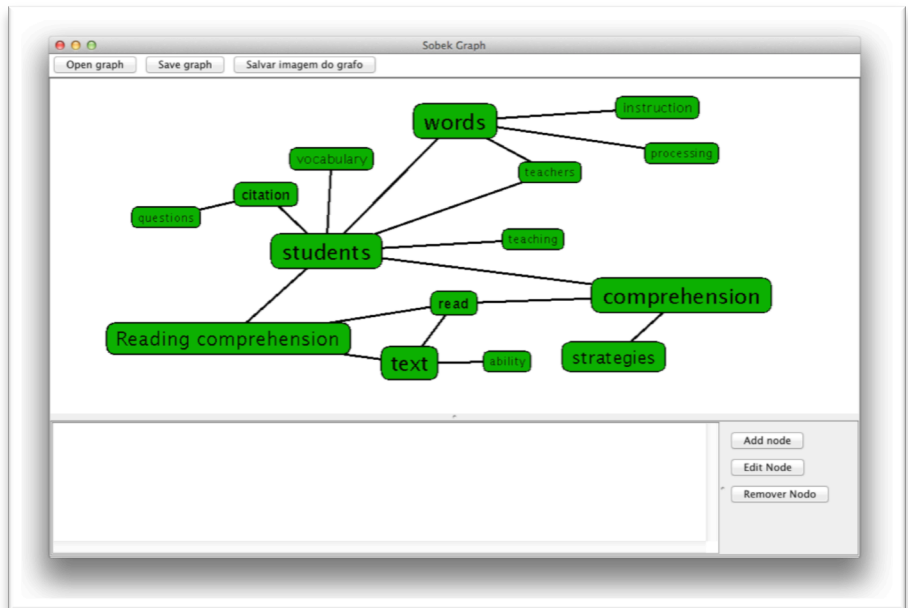 Sobek Graph
Open graph
Save graph
Salvar imagem do grafo
words
instruction
processing
vocabulary
teachers
citation
questions
students
teaching
comprehension
read
Reading comprehension
text
ability
strategies
Add node
Edit Node
Remover Nodo